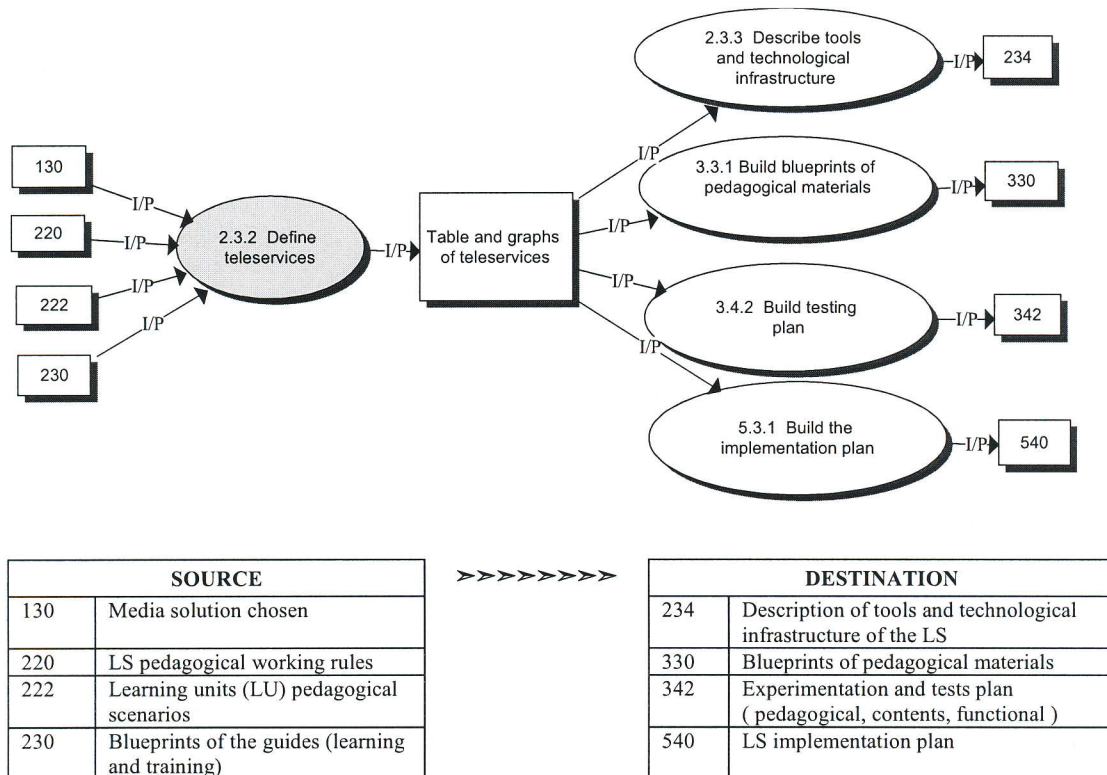 2.3.3 Describe tools
and technological
infrastructure
I/P
234
130
I/P
I/P
3.3.1 Build blueprints of
pedagogical materials
I/P
330
220
I/P
2.3.2 Define
teleservices
I/P
Table and graphs
of teleservices
I/P
222
I/P
I/P
3.4.2 Build testing
plan
I/P
342
230
I/P
I/P
5.3.1 Build the
implementation plan
I/P
540
SOURCE
130 Media solution chosen
220 LS pedagogical working rules
222 Learning units (LU) pedagogical
scenarios
230 Blueprints of the guides (learning
and training)
➢➢➢➢➢➢➢➢
DESTINATION
234 Description of tools and technological
infrastructure of the LS
330 Blueprints of pedagogical materials
342 Experimentation and tests plan
( pedagogical, contents, functional )
540 LS implementation plan